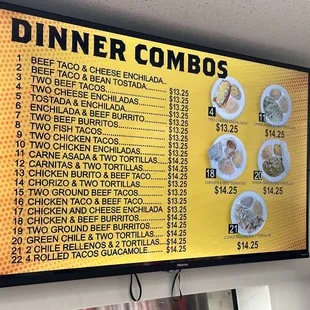 DINNER COMBOS
1 BEEF TACO & CHEESE ENCHILADA..
2 BEEF TACO & BEAN TOSTADA............ $13.25
3 TWO BEEF TACOS........................... $13.25
4 TWO CHEESE ENCHILADAS............... $13.25
5 TOSTADA & ENCHILADA.................. $13.25
6 ENCHILADA & BEEF BURRITO............ $13.25
7 TWO BEEF BURRITOS..................... $13.25
8 TWO FISH TACOS........................... $13.25
9 TWO CHICKEN TACOS..................... $13.25
10 TWO CHICKEN ENCHILADAS............ $13.25
11 CARNE ASADA & TWO TORTILLAS...... $14.25
12 CARNITAS & TWO TORTILLAS........... $14.25
13 CHICKEN BURRITO & BEEF TACO....... $14.25
14 CHORIZO & TWO TORTILLAS............ $14.25
15 TWO GROUND BEEF TACOS............. $14.25
16 CHICKEN TACO & BEEF TACO........... $14.25
17 CHICKEN AND CHEESE ENCHILADA $14.25
18 CHICKEN & BEEF BURRITOS............. $14.25
19 TWO GROUND BEEF BURRITOS......... $14.25
20 GREEN CHILE & TWO TORTILLAS....... $14.25
21 2 CHILE RELLENOS & 2 TORTILLAS..... $14.25
22 4 ROLLED TACOS GUACAMOLE.......... $14.25
4
$13.25
11
$14.25
18
$14.25
20
$14.25
21
$14.25